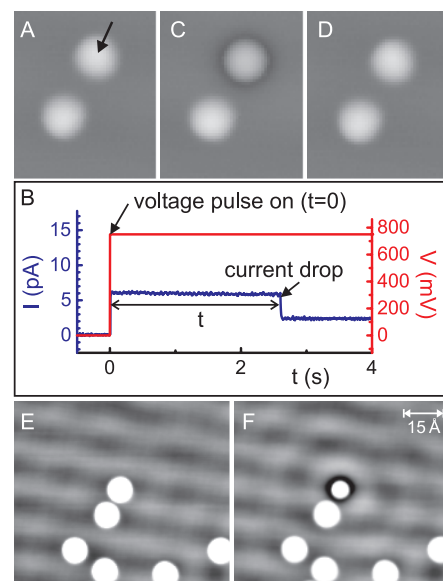 A
C
D
B
voltage pulse on (t=0)
current drop
t
15
10
5
0
I (pA)
800
600
400
200
0
V (mV)
0
2
4
t (s)
E
F
15 Å